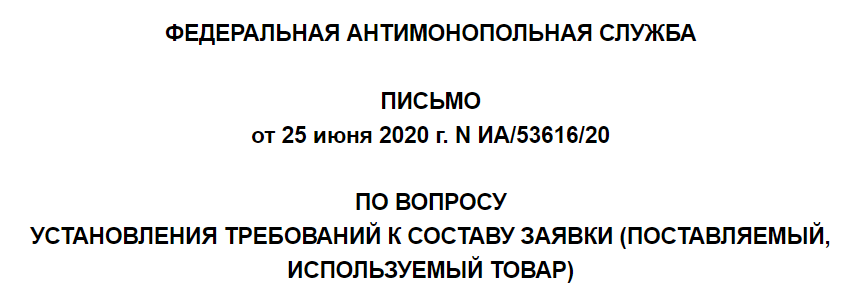 ФЕДЕРАЛЬНАЯ АНТИМОНОПОЛЬНАЯ СЛУЖБА
ПИСЬМО
от 25 июня 2020 г. N ИА/53616/20
ПО ВОПРОСУ
УСТАНОВЛЕНИЯ ТРЕБОВАНИЙ К СОСТАВУ ЗАЯВКИ (ПОСТАВЛЯЕМЫЙ,
ИСПОЛЬЗУЕМЫЙ ТОВАР)